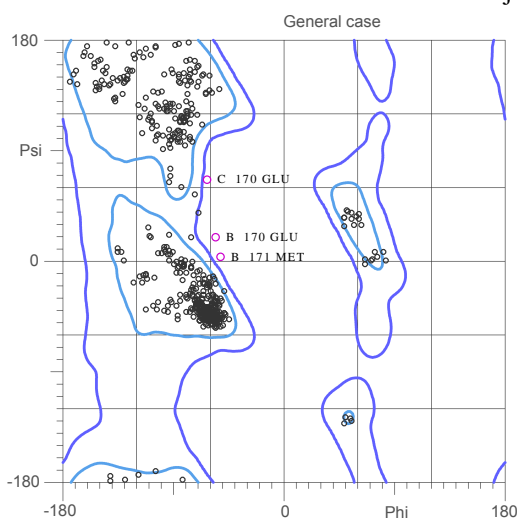 General case
180
Psi
C 170 GLU
B 170 GLU
B 171 MET
0
-180
-180 0 Phi 180